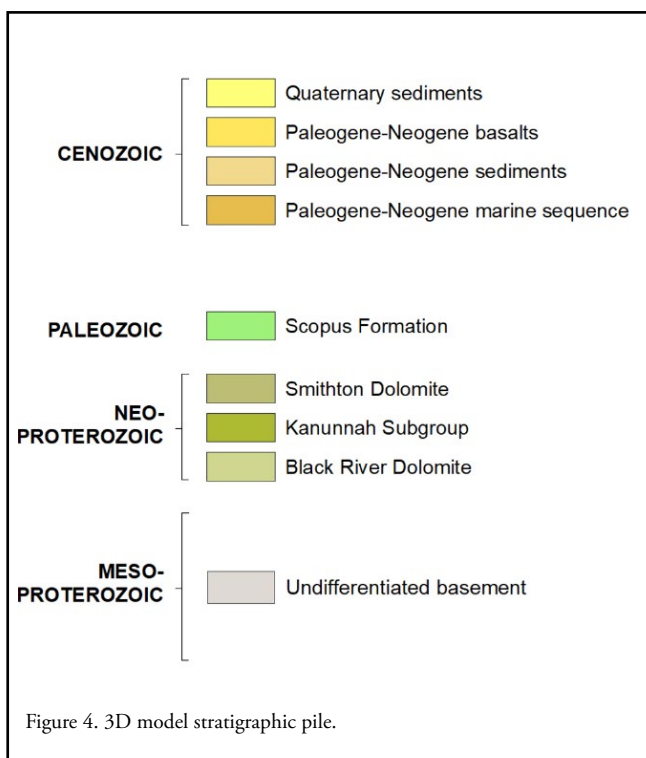 CENOZOIC
Quaternary sediments
Paleogene-Neogene basalts
Paleogene-Neogene sediments
Paleogene-Neogene marine sequence
PALEOZOIC
Scopus Formation
NEO-
PROTEROZOIC
Smithton Dolomite
Kanunnah Subgroup
Black River Dolomite
MESO-
PROTEROZOIC
Undifferentiated basement
Figure 4. 3D model stratigraphic pile.